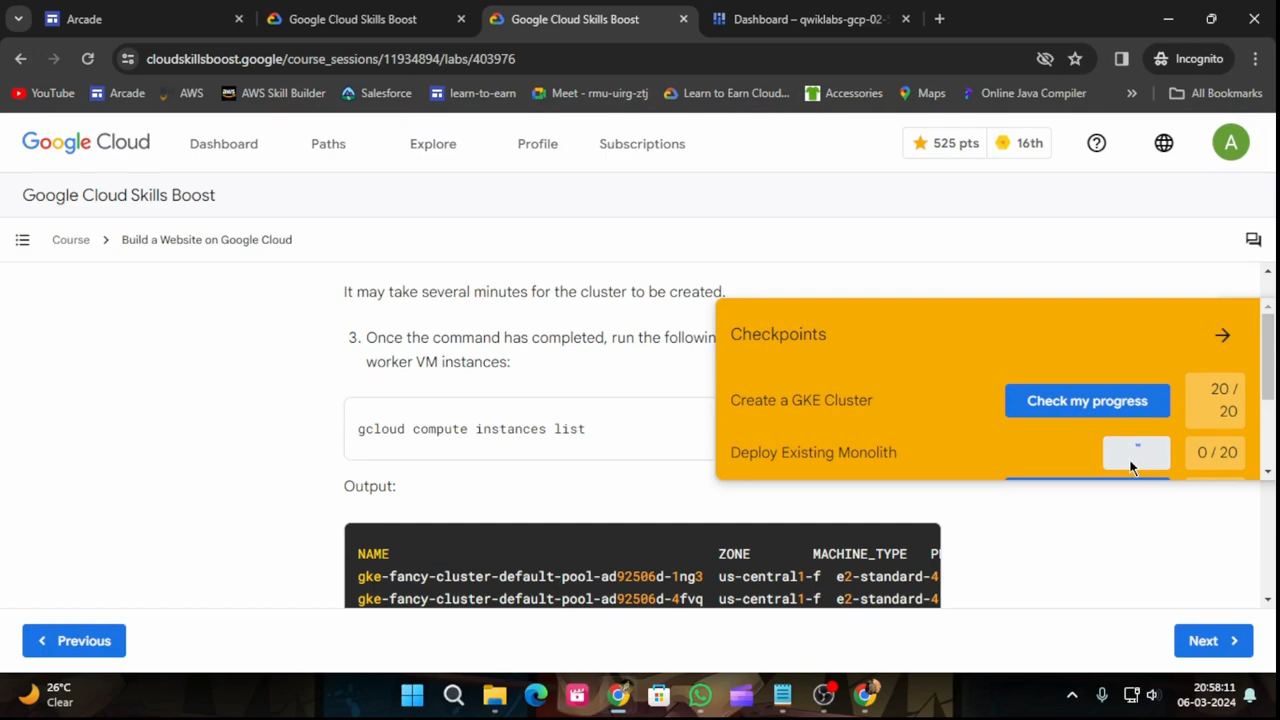 Arcade
Google Cloud Skills Boost
Google Cloud Skills Boost
Dashboard – qwiklabs-gcp-02-
cloudskillsboost.google/course_sessions/11934894/labs/403976
Incognito
YouTube
Arcade
AWS
AWS Skill Builder
Salesforce
learn-to-earn
Meet - rmu-uirg-ztj
Learn to Earn Cloud...
Accessories
Maps
Online Java Compiler
»
All Bookmarks
Google Cloud
Dashboard
Paths
Explore
Profile
Subscriptions
525 pts
16th
A
Google Cloud Skills Boost
Course > Build a Website on Google Cloud
It may take several minutes for the cluster to be created.
3. Once the command has completed, run the followin
worker VM instances:
gcloud compute instances list
Output:
NAME ZONE MACHINE_TYPE
gke-fancy-cluster-default-pool-ad92506d-1ng3 us-central1-f e2-standard-4
gke-fancy-cluster-default-pool-ad92506d-4fvq us-central1-f e2-standard-4
Checkpoints
Create a GKE Cluster
Check my progress
20 /
20
Deploy Existing Monolith
0 / 20
Previous
Next
26°C
Clear
20:58:11
06-03-2024